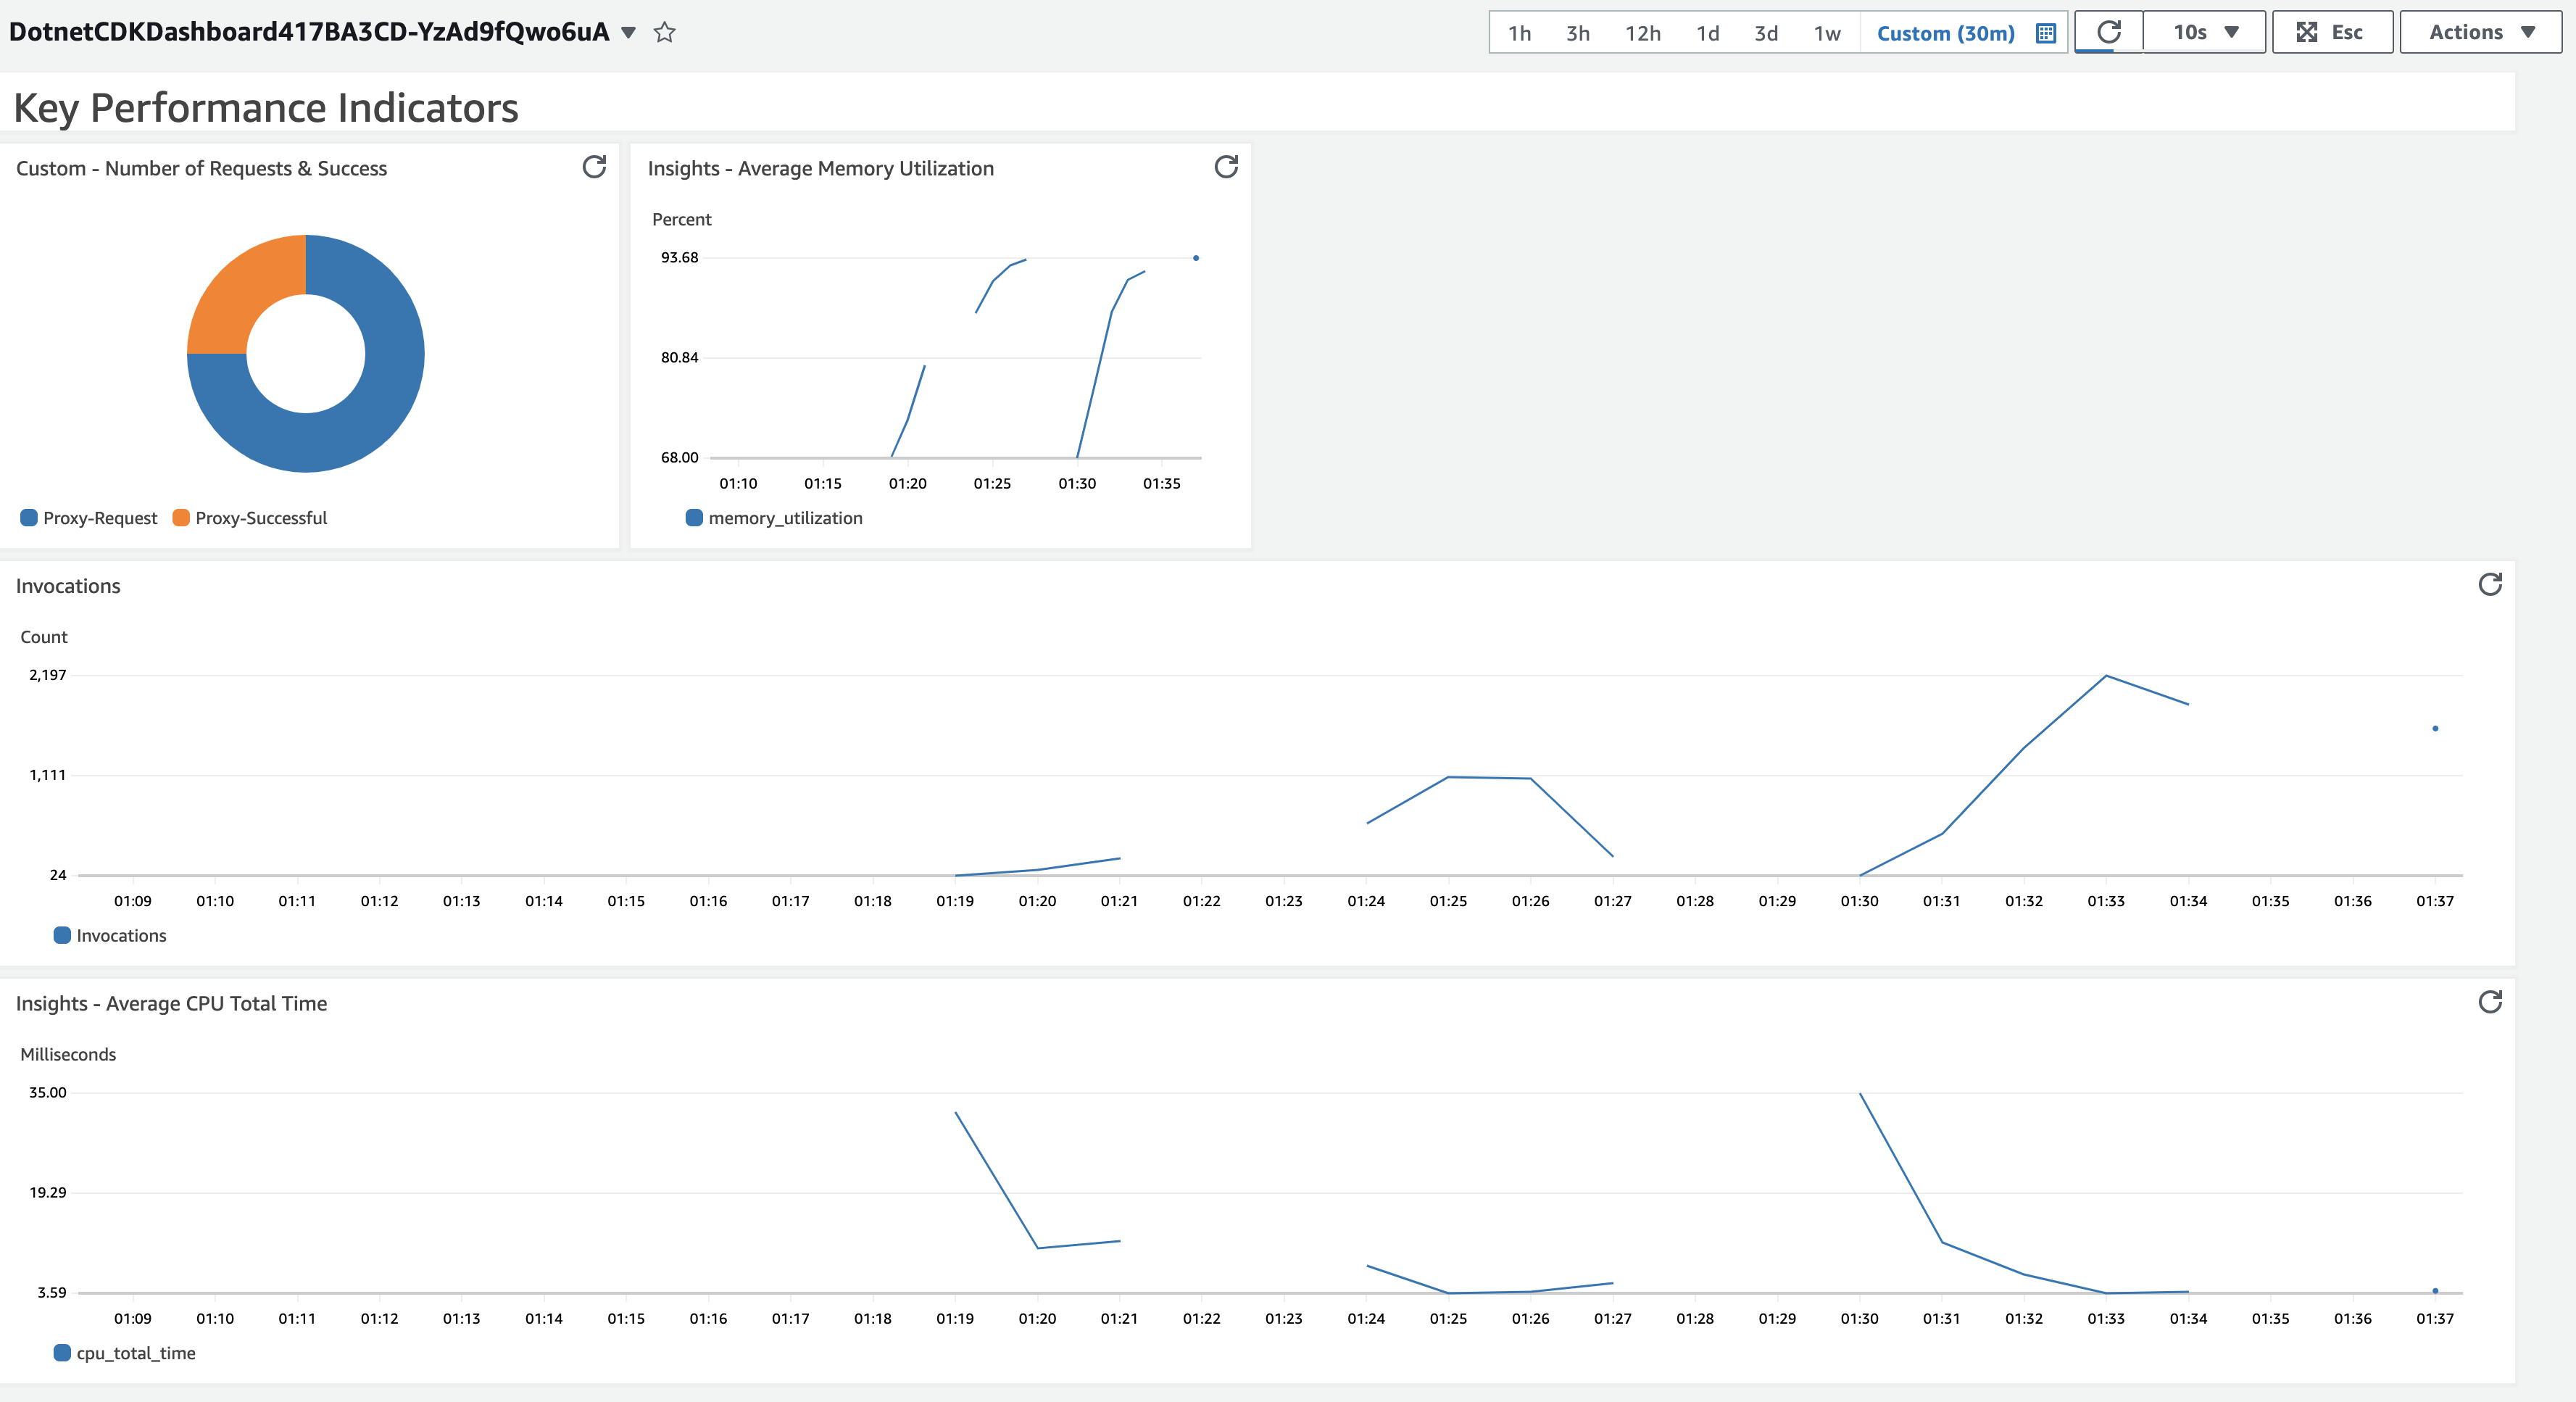 DotnetCDKDashboard417BA3CD-YzAd9fQwo6uA
1h 3h 12h 1d 3d 1w Custom (30m) 10s Esc Actions
Key Performance Indicators
Custom - Number of Requests & Success
Proxy-Request Proxy-Successful
Insights - Average Memory Utilization
Percent
93.68
80.84
68.00
01:10 01:15 01:20 01:25 01:30 01:35
memory_utilization
Invocations
Count
2,197
1,111
24
01:09 01:10 01:11 01:12 01:13 01:14 01:15 01:16 01:17 01:18 01:19 01:20 01:21 01:22 01:23 01:24 01:25 01:26 01:27 01:28 01:29 01:30 01:31 01:32 01:33 01:34 01:35 01:36 01:37
Invocations
Insights - Average CPU Total Time
Milliseconds
35.00
19.29
3.59
01:09 01:10 01:11 01:12 01:13 01:14 01:15 01:16 01:17 01:18 01:19 01:20 01:21 01:22 01:23 01:24 01:25 01:26 01:27 01:28 01:29 01:30 01:31 01:32 01:33 01:34 01:35 01:36 01:37
cpu_total_time